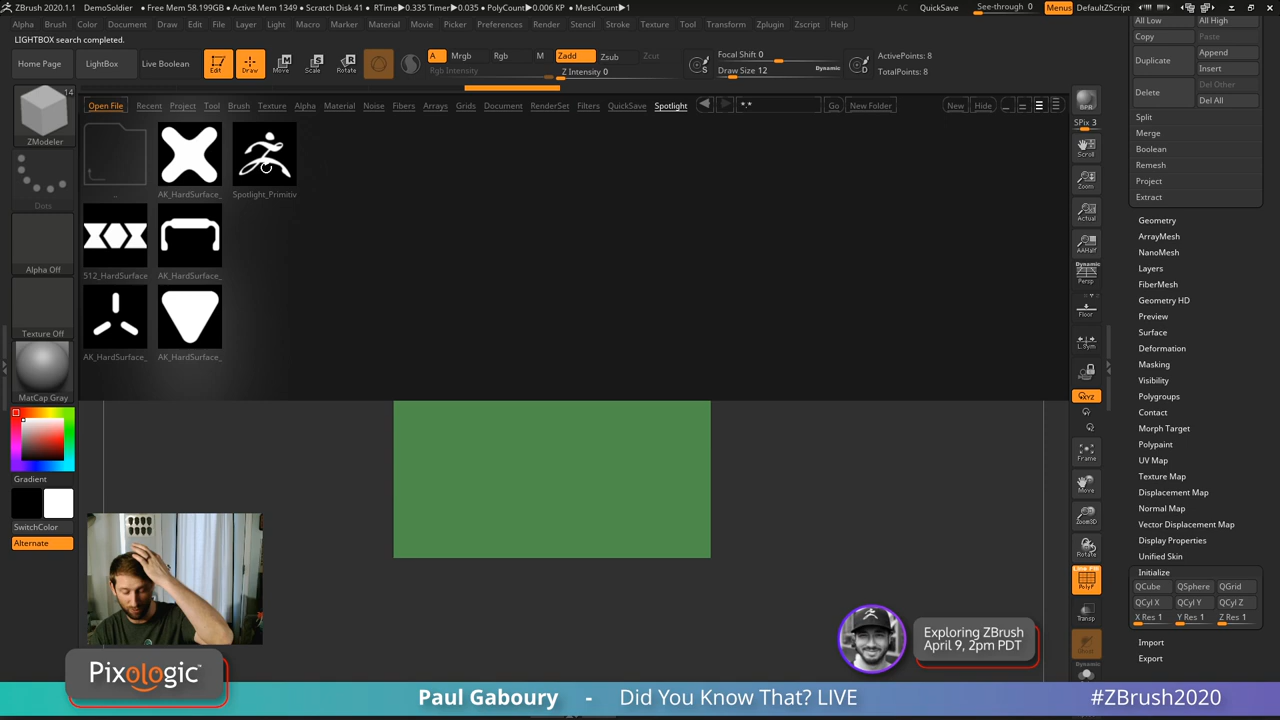 ZBrush 2020.1.1 DemoSoldier • Free Mem 58.199GB • Active Mem 1349 • Scratch Disk 41 • RTime▶0.335 Timer▶0.035 • PolyCount▶0.006 KP • MeshCount▶1 AC QuickSave See-through 0 Menus DefaultZScript
Alpha Brush Color Document Draw Edit File Layer Light Macro Marker Material Movie Picker Preferences Render Stencil Stroke Texture Tool Transform Zplugin Zscript
LIGHTBOX search completed.
Home Page LightBox Live Boolean Edit Draw Move Scale Rotate A Mrgb Rgb M Zadd Zsub Zcut
Rgb Intensity Z Intensity 0
S Focal Shift 0
Draw Size 12 Dynamic
D ActivePoints: 8
TotalPoints: 8
Open File Recent Project Tool Brush Texture Alpha Material Noise Fibers Arrays Grids Document RenderSet Filters QuickSave Spotlight *.* Go New Folder New Hide
14
ZModeler
Dots
Alpha Off
Texture Off
MatCap Gray
Gradient
SwitchColor
Alternate
..
AK_HardSurface_
Spotlight_Primitiv
512_HardSurface
AK_HardSurface_
AK_HardSurface_
AK_HardSurface_
BPR
SPix 3
Scroll
Zoom
Actual
AAHalf
Dynamic
Persp
Floor
L.Sym
XYZ
Y
Z
Frame
Move
Zoom3D
Rotate
Line Fill
PolyF
Transp
Dynamic
All Low All High
Copy Paste
Duplicate Append
Insert
Delete Del Other
Del All
Split
Merge
Boolean
Remesh
Project
Extract
Geometry
ArrayMesh
NanoMesh
Layers
FiberMesh
Geometry HD
Preview
Surface
Deformation
Masking
Visibility
Polygroups
Contact
Morph Target
Polypaint
UV Map
Texture Map
Displacement Map
Normal Map
Vector Displacement Map
Display Properties
Unified Skin
Initialize
QCube QSphere QGrid
QCyl X QCyl Y QCyl Z
X Res 1 Y Res 1 Z Res 1
Import
Export
Exploring ZBrush
April 9, 2pm PDT
Pixologic™
Paul Gaboury - Did You Know That? LIVE #ZBrush2020